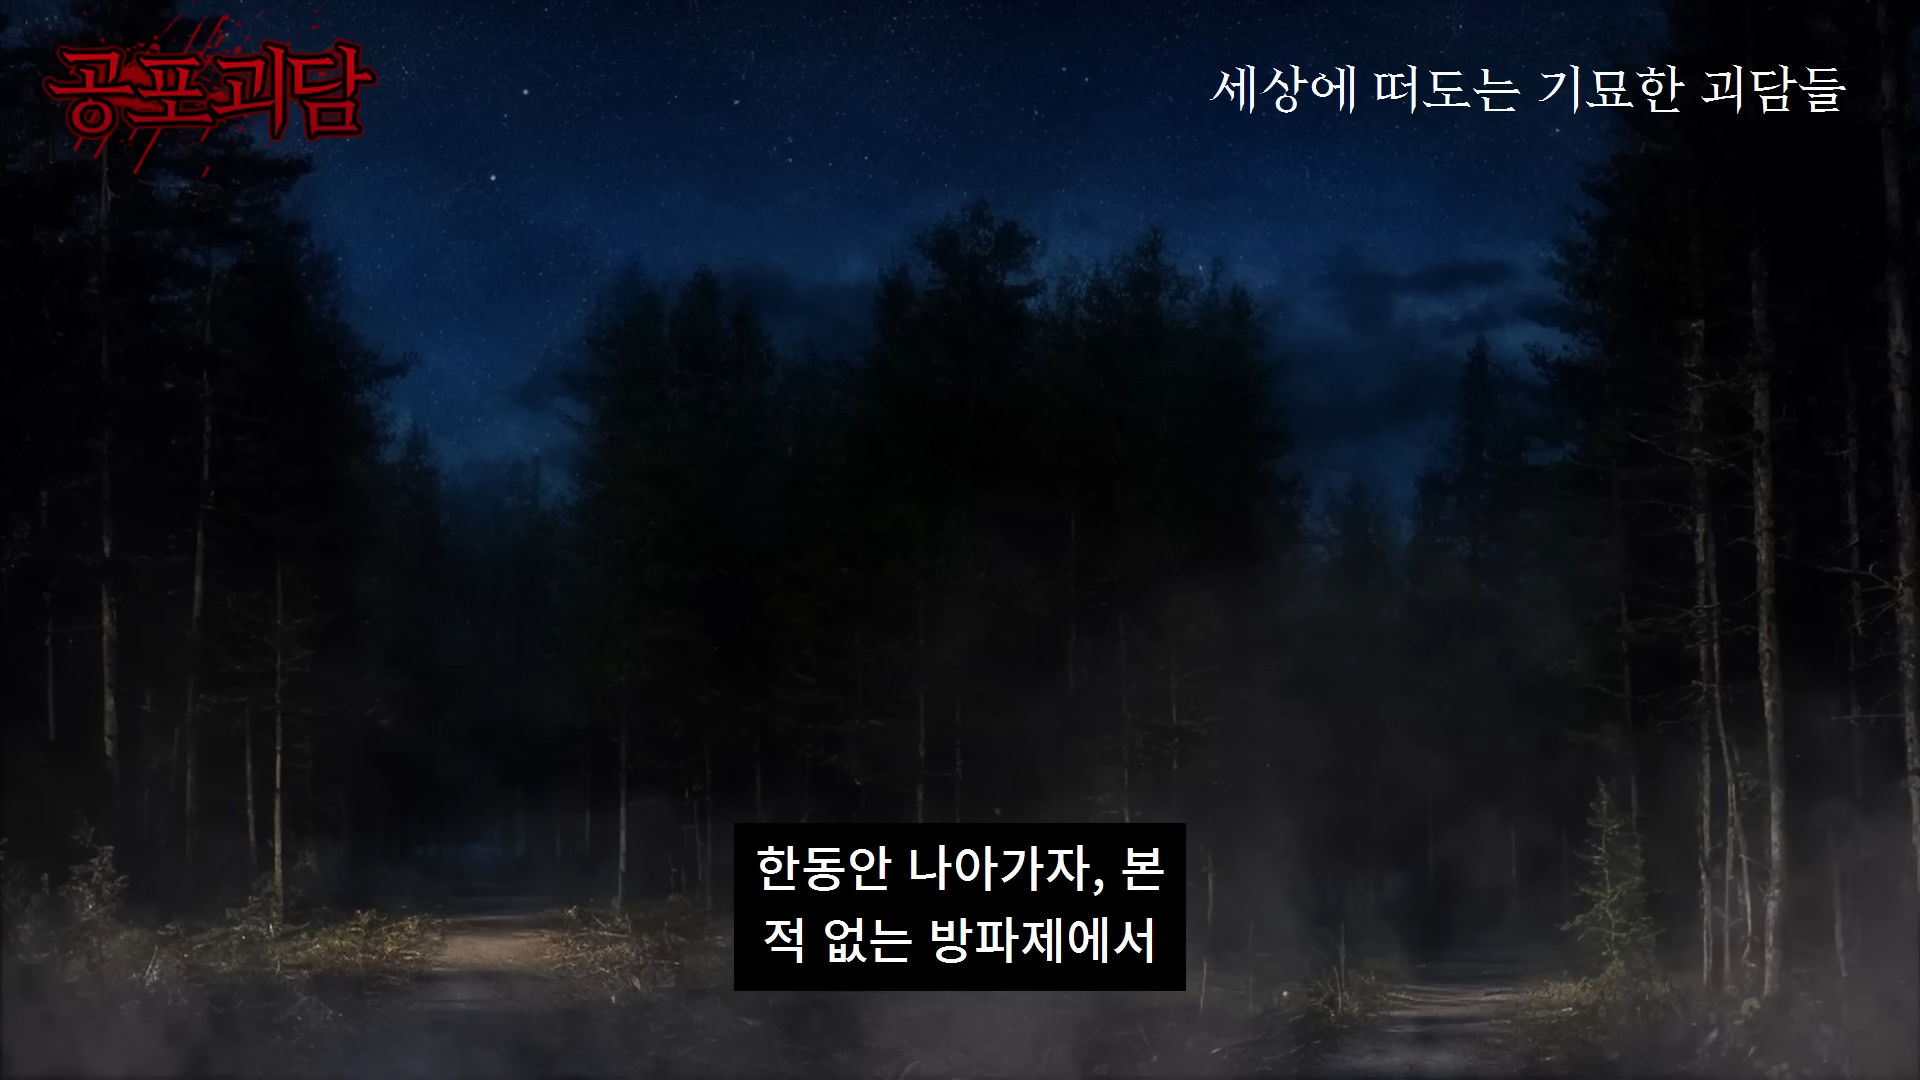 공포괴담
세상에 떠도는 기묘한 괴담들
한동안 나아가자, 본
적 없는 방파제에서